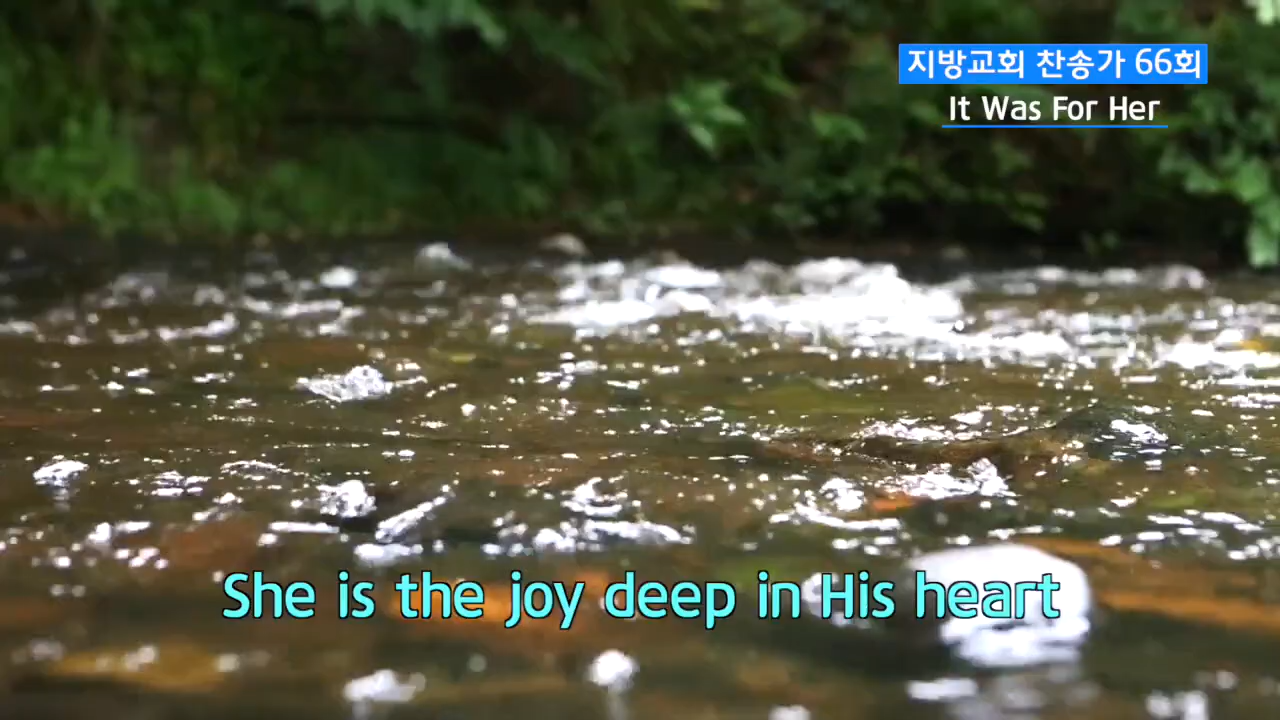 지방교회 찬송가 66회
It Was For Her
She is the joy deep in His heart